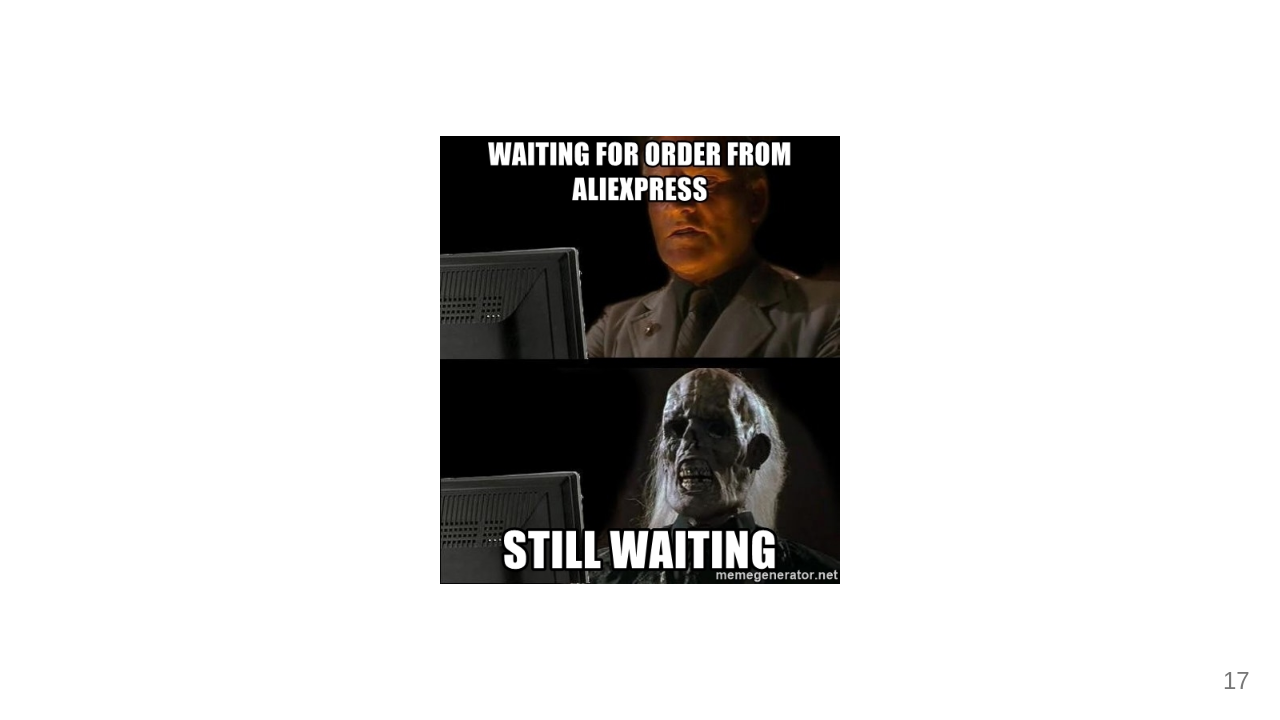 WAITING FOR ORDER FROM
ALIEXPRESS
STILL WAITING
memegenerator.net
17